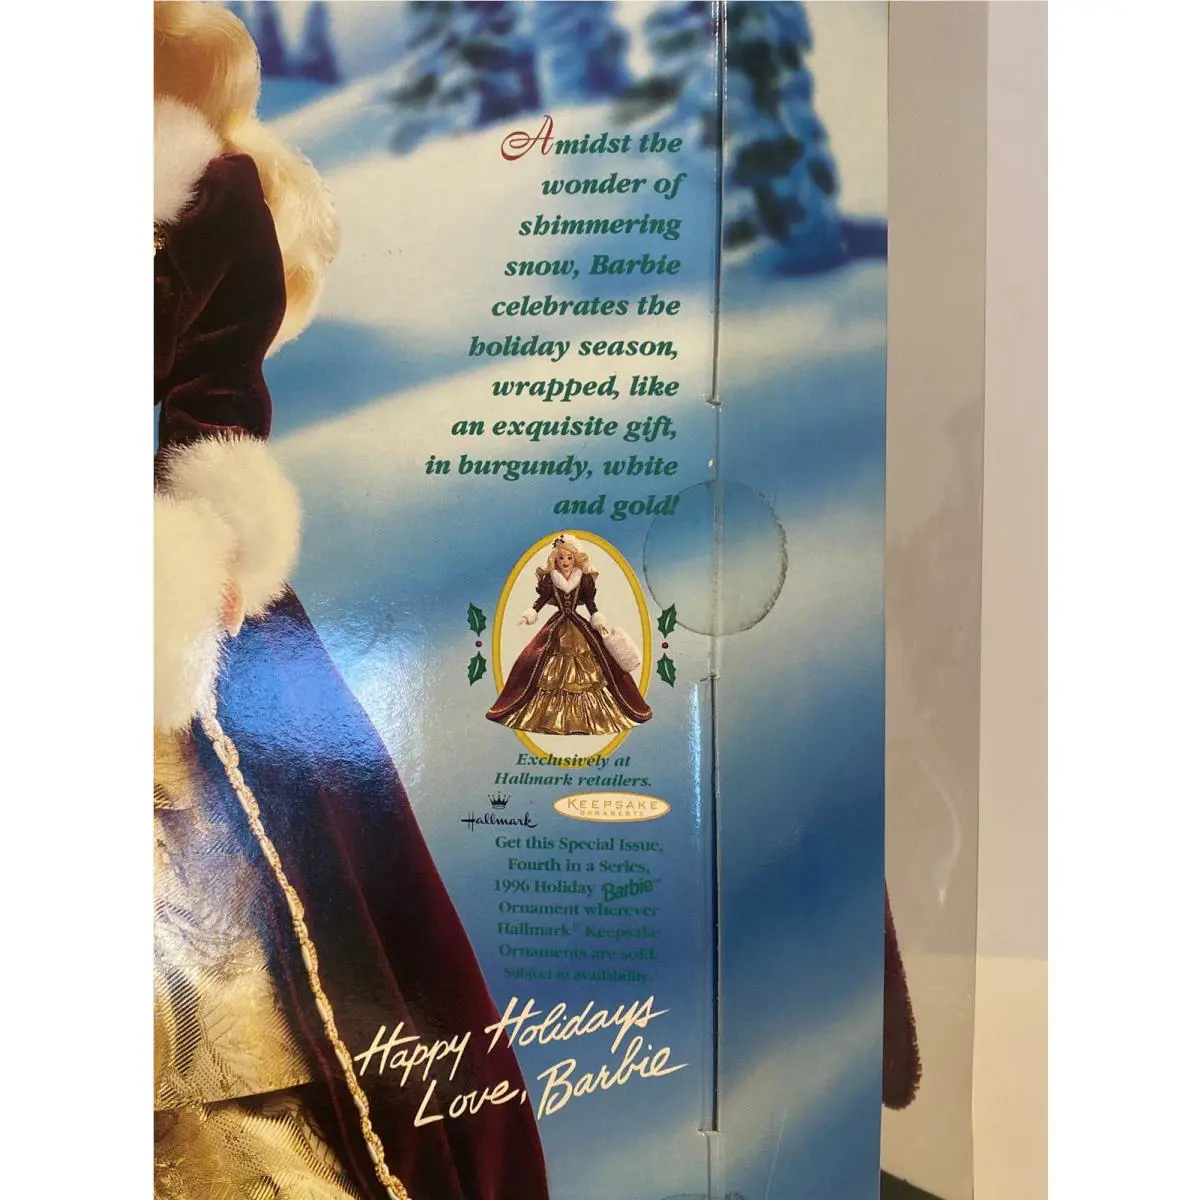 Amidst the
wonder of
shimmering
snow, Barbie
celebrates the
holiday season,
wrapped, like
an exquisite gift,
in burgundy, white
and gold!
Exclusively at
Hallmark retailers.
Hallmark
KEEPSAKE
ORNAMENTS
Get this Special Issue,
Fourth in a Series,
1996 Holiday Barbie™
Ornament wherever
Hallmark® Keepsake
Ornaments are sold.
Subject to availability.
Happy Holidays
Love, Barbie